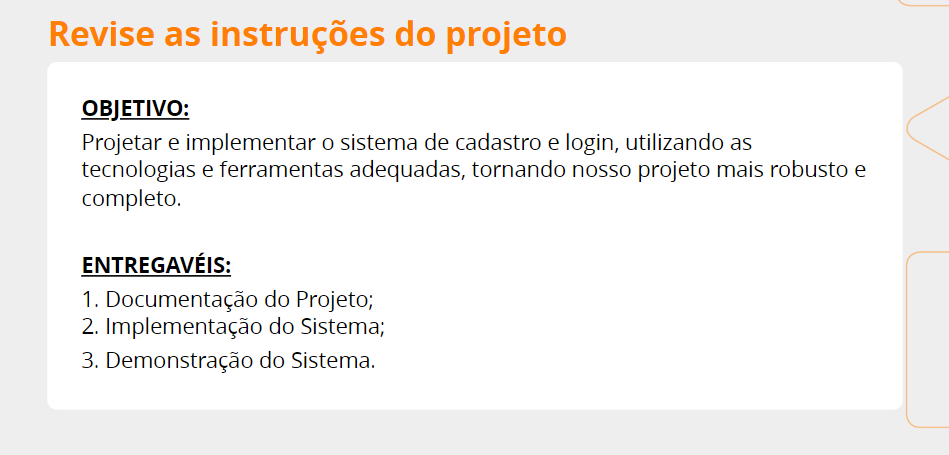 Revise as instruções do projeto
OBJETIVO:
Projetar e implementar o sistema de cadastro e login, utilizando as
tecnologias e ferramentas adequadas, tornando nosso projeto mais robusto e
completo.
ENTREGAVÉIS:
1. Documentação do Projeto;
2. Implementação do Sistema;
3. Demonstração do Sistema.